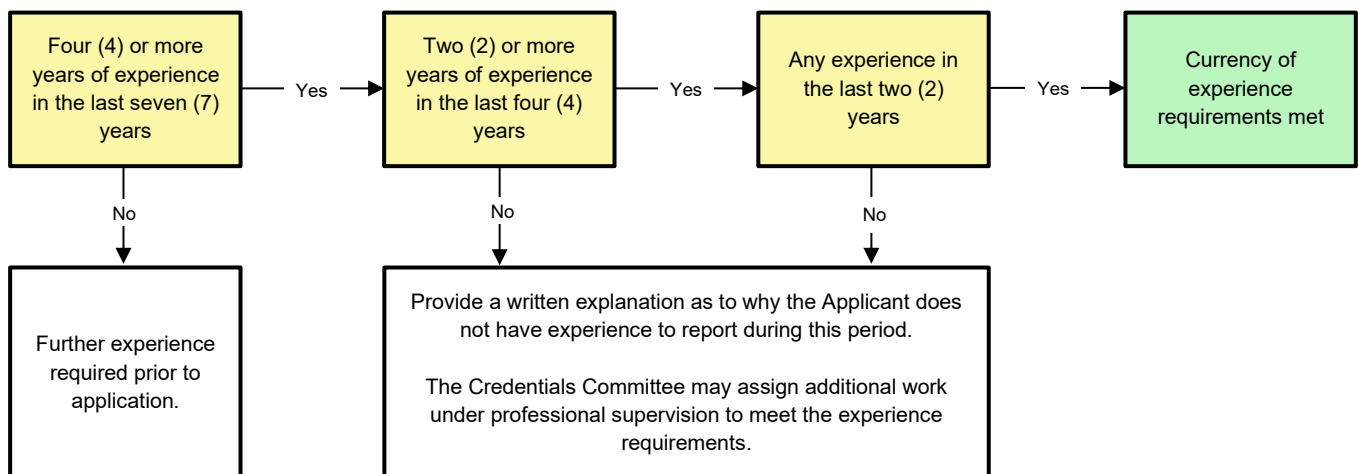 Four (4) or more
years of experience
in the last seven (7)
years
Yes
Two (2) or more
years of experience
in the last four (4)
years
Yes
Any experience in
the last two (2)
years
Yes
Currency of
experience
requirements met
No
No
No
Further experience
required prior to
application.
Provide a written explanation as to why the Applicant does
not have experience to report during this period.
The Credentials Committee may assign additional work
under professional supervision to meet the experience
requirements.